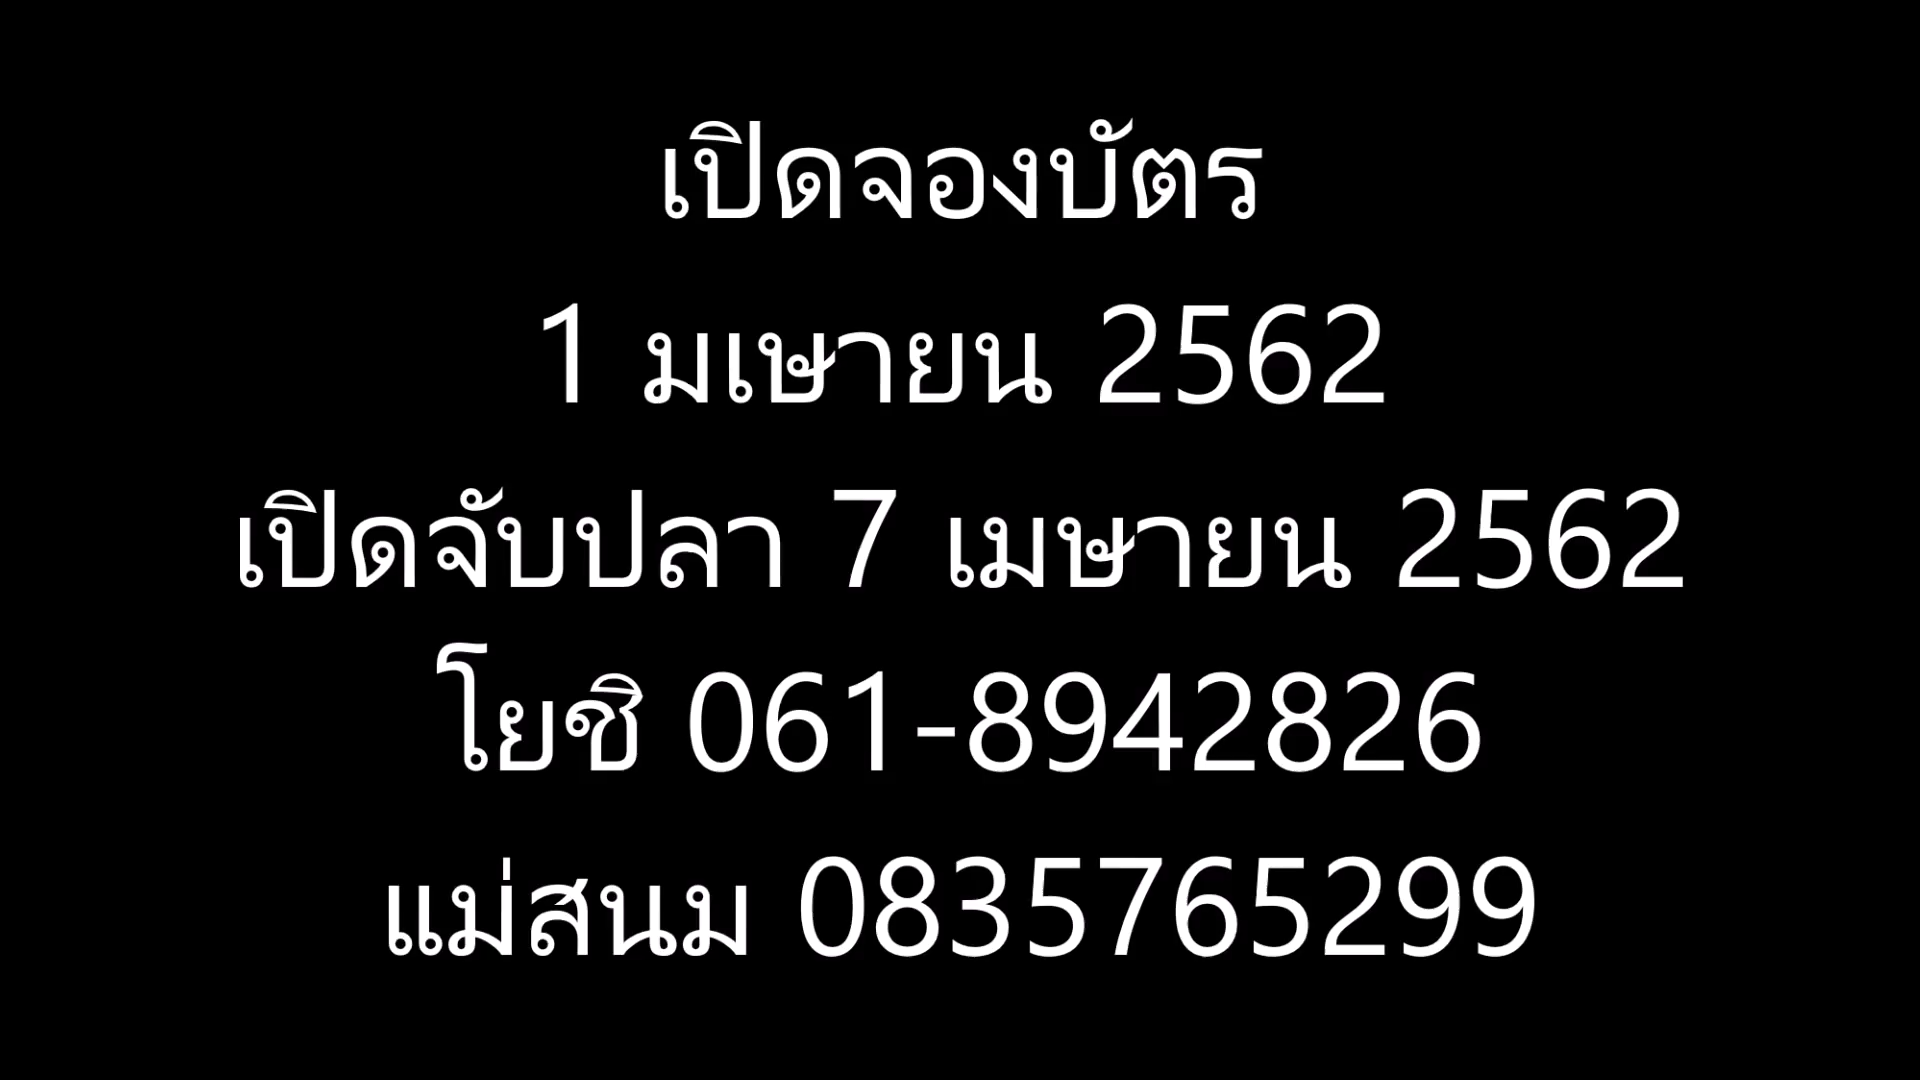 เปิดจองบัตร
1 มเษายน 2562
เปิดจับปลา 7 เมษายน 2562
โยชิ 061-8942826
แม่สนม 0835765299